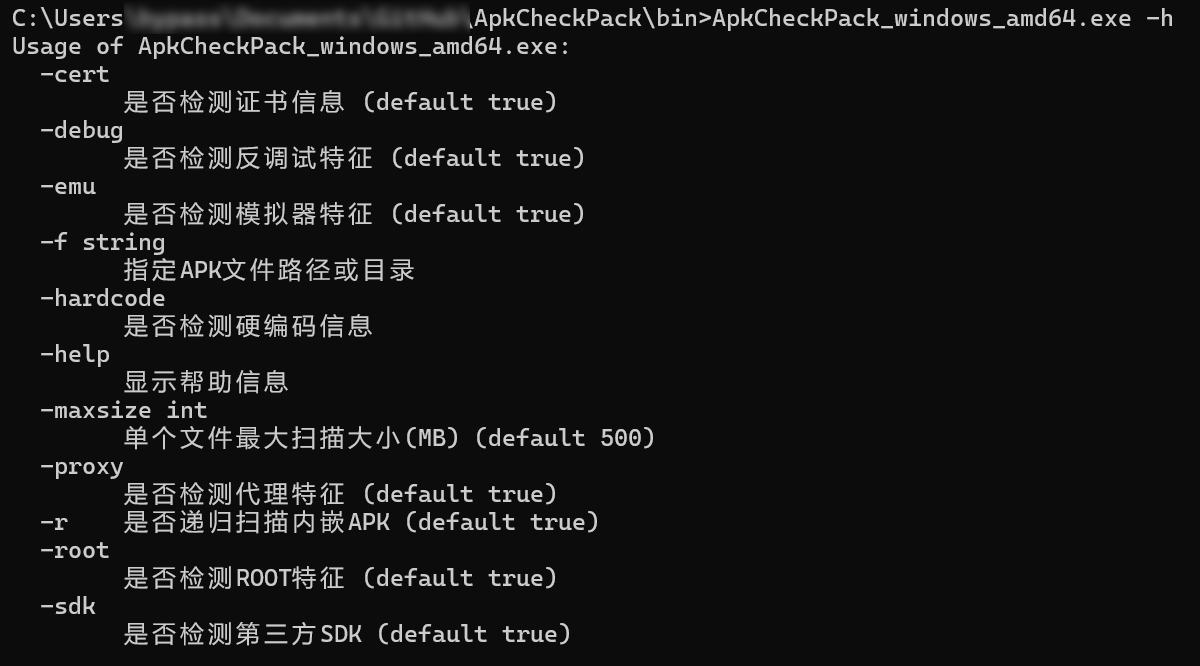 C:\Users \ApkCheckPack\bin>ApkCheckPack_windows_amd64.exe -h
Usage of ApkCheckPack_windows_amd64.exe:
-cert
是否检测证书信息 (default true)
-debug
是否检测反调试特征 (default true)
-emu
是否检测模拟器特征 (default true)
-f string
指定APK文件路径或目录
-hardcode
是否检测硬编码信息
-help
显示帮助信息
-maxsize int
单个文件最大扫描大小(MB) (default 500)
-proxy
是否检测代理特征 (default true)
-r 是否递归扫描内嵌APK (default true)
-root
是否检测ROOT特征 (default true)
-sdk
是否检测第三方SDK (default true)